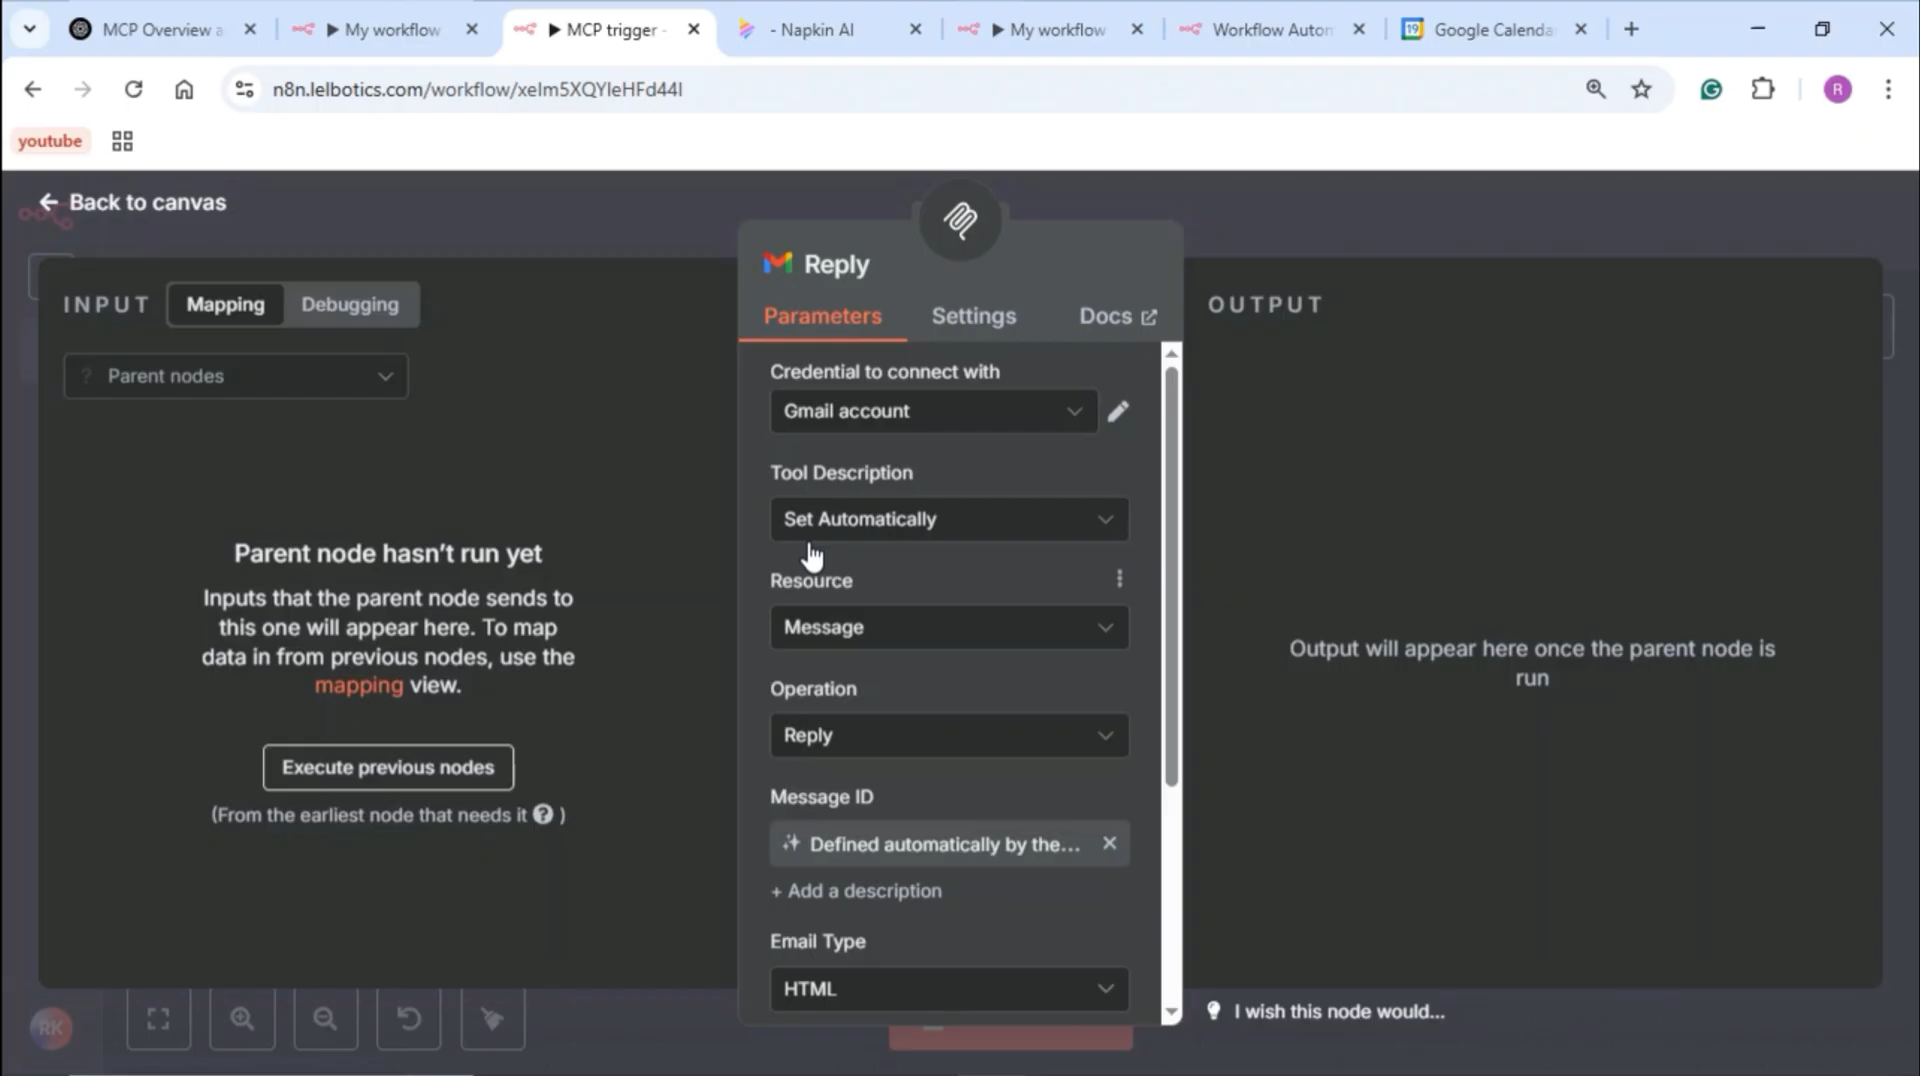 MCP Overview a
My workflow
MCP trigger -
- Napkin AI
My workflow
Workflow Autom
19
Google Calenda
n8n.lelbotics.com/workflow/xelm5XQYleHFd44l
R
youtube
Back to canvas
INPUT
Mapping
Debugging
? Parent nodes
Parent node hasn't run yet
Inputs that the parent node sends to
this one will appear here. To map
data in from previous nodes, use the
mapping view.
Execute previous nodes
(From the earliest node that needs it ? )
Reply
Parameters
Settings
Docs
Credential to connect with
Gmail account
Tool Description
Set Automatically
Resource
Message
Operation
Reply
Message ID
Defined automatically by the...
+ Add a description
Email Type
HTML
OUTPUT
Output will appear here once the parent node is
run
I wish this node would...
RK